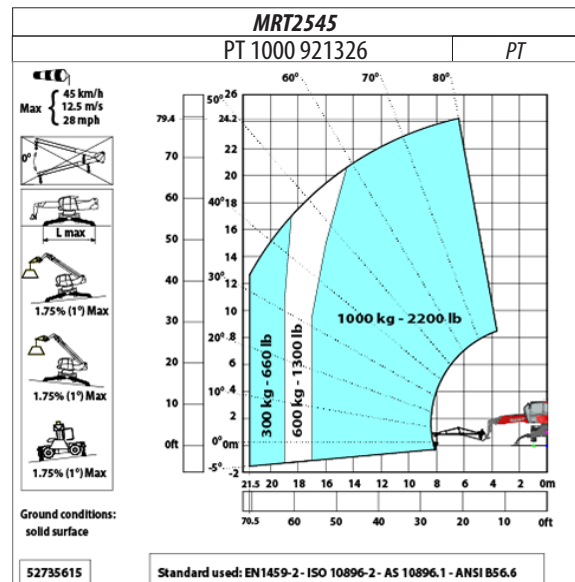 MRT2545
PT 1000 921326
PT
Max
45 km/h
12.5 m/s
28 mph
0°
L max
1.75% (1°) Max
1.75% (1°) Max
1.75% (1°) Max
Ground conditions:
solid surface
52735615
79.4
70
60
50
40
30
20
10
0ft
26
24.2
22
20
18
16
14
12
10
8
6
4
2
0m
-2
-5°
0°
10°
20°
30°
40°
50°
60°
70°
80°
300 kg - 660 lb
600 kg - 1300 lb
1000 kg - 2200 lb
21.5 20 18 16 14 12 10 8 6 4 2 0m
70.5 60 50 40 30 20 10 0ft
Standard used: EN1459-2 - ISO 10896-2 - AS 10896.1 - ANSI B56.6